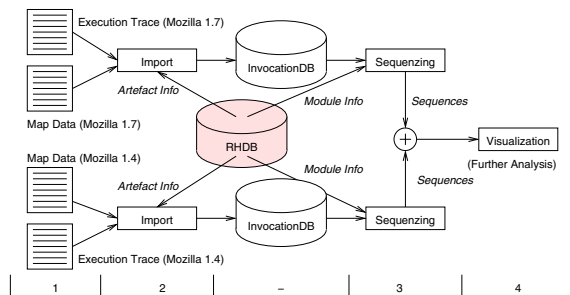 Execution Trace (Mozilla 1.7)
Import
InvocationDB
Sequenzing
Artefact Info
Module Info
Sequences
Map Data (Mozilla 1.7)
RHDB
+
Visualization
(Further Analysis)
Map Data (Mozilla 1.4)
Module Info
Artefact Info
Sequences
Import
InvocationDB
Sequenzing
Execution Trace (Mozilla 1.4)
1 2 – 3 4